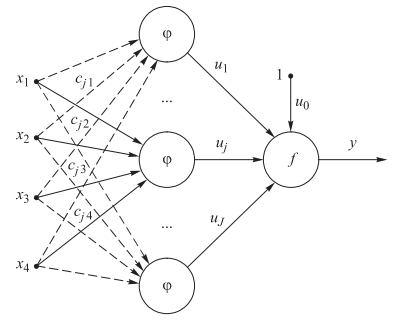 φ
x1 cj1 u1 1
... u0
x2 cj2 φ uj f y
cj3
x3 cj4 ... uJ
x4
φ